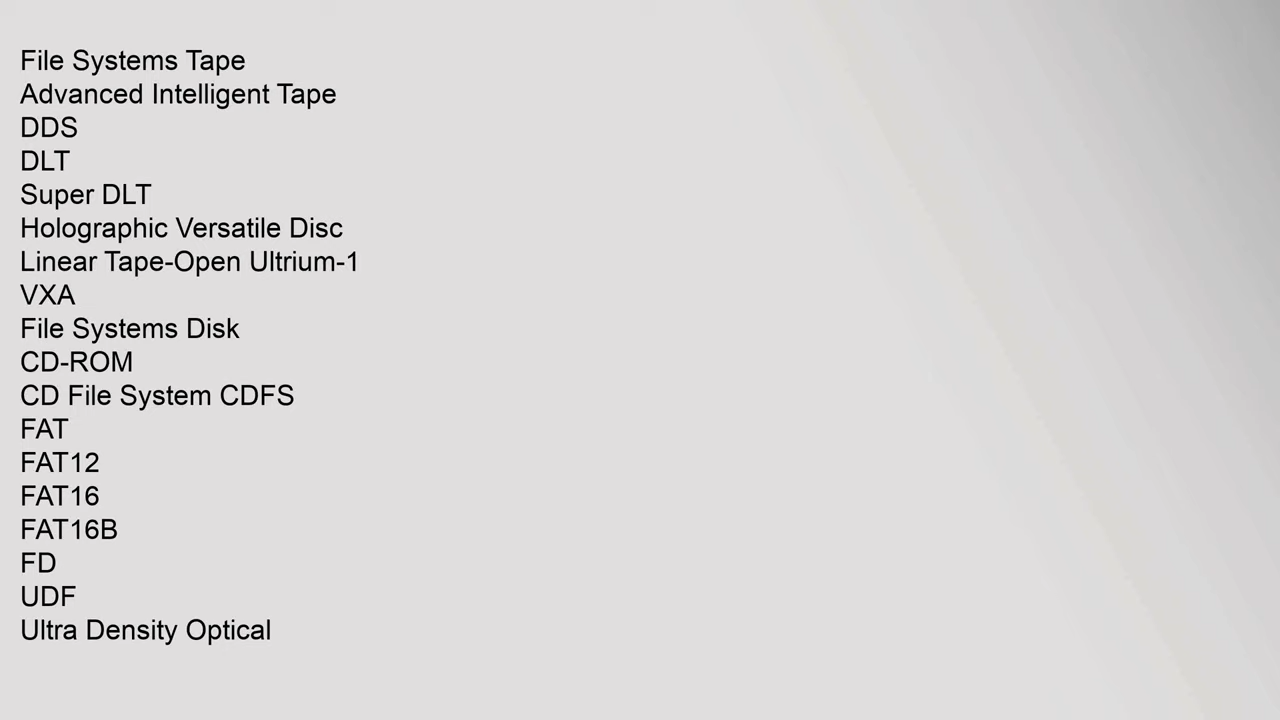 File Systems Tape
Advanced Intelligent Tape
DDS
DLT
Super DLT
Holographic Versatile Disc
Linear Tape-Open Ultrium-1
VXA
File Systems Disk
CD-ROM
CD File System CDFS
FAT
FAT12
FAT16
FAT16B
FD
UDF
Ultra Density Optical